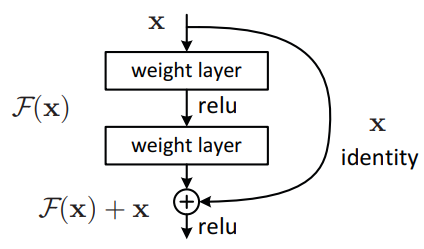 x
weight layer
relu
F(x)
x
weight layer
identity
F(x) + x
+
relu